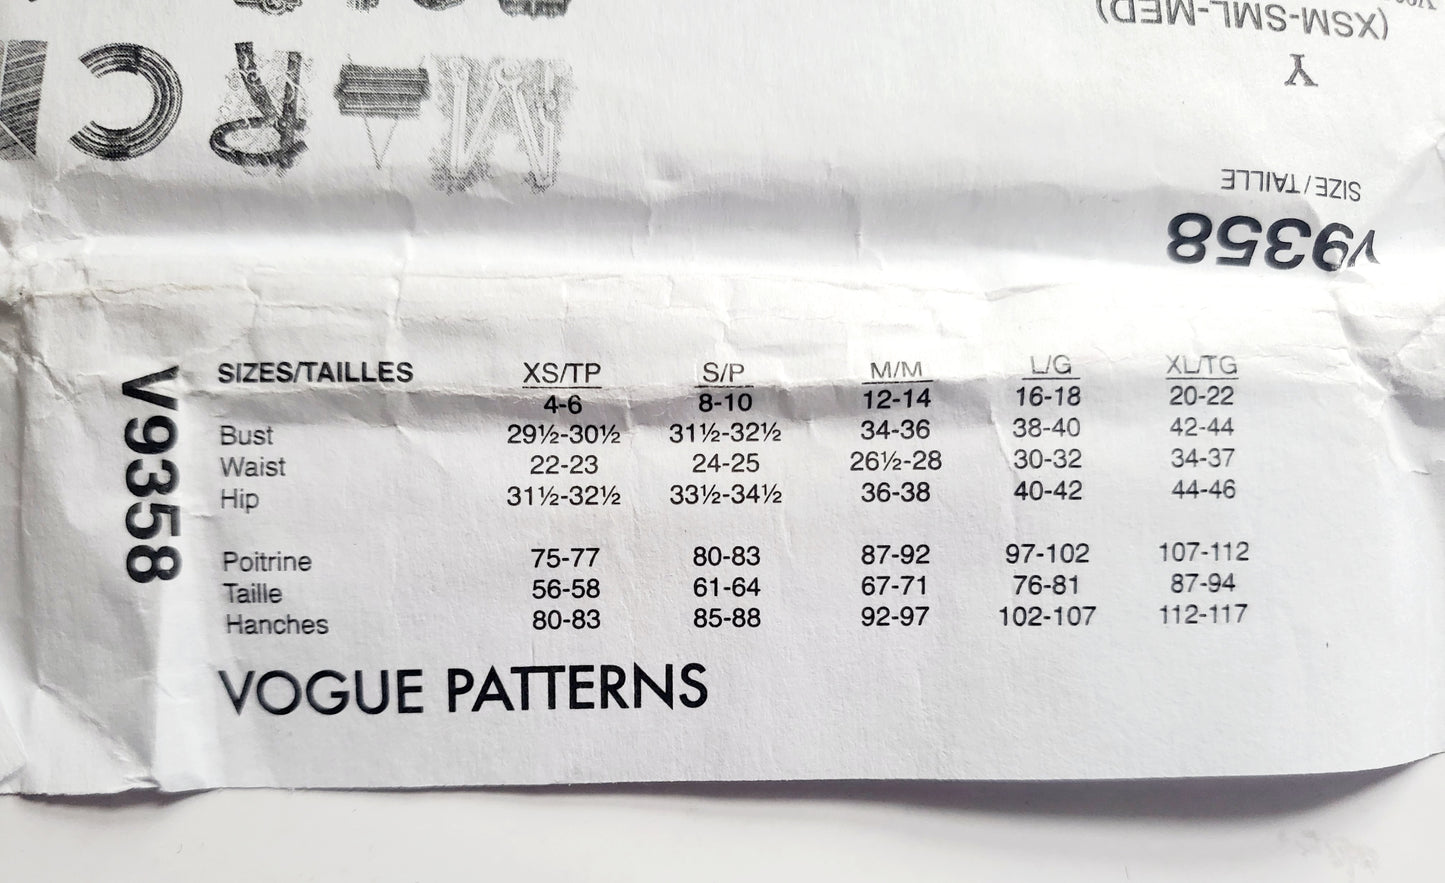 (XSM-SML-MED)
Y
SIZE/TAILLE
V9358
V9358
SIZES/TAILLES XS/TP S/P M/M L/G XL/TG
4-6 8-10 12-14 16-18 20-22
Bust 29½-30½ 31½-32½ 34-36 38-40 42-44
Waist 22-23 24-25 26½-28 30-32 34-37
Hip 31½-32½ 33½-34½ 36-38 40-42 44-46
Poitrine 75-77 80-83 87-92 97-102 107-112
Taille 56-58 61-64 67-71 76-81 87-94
Hanches 80-83 85-88 92-97 102-107 112-117
VOGUE PATTERNS